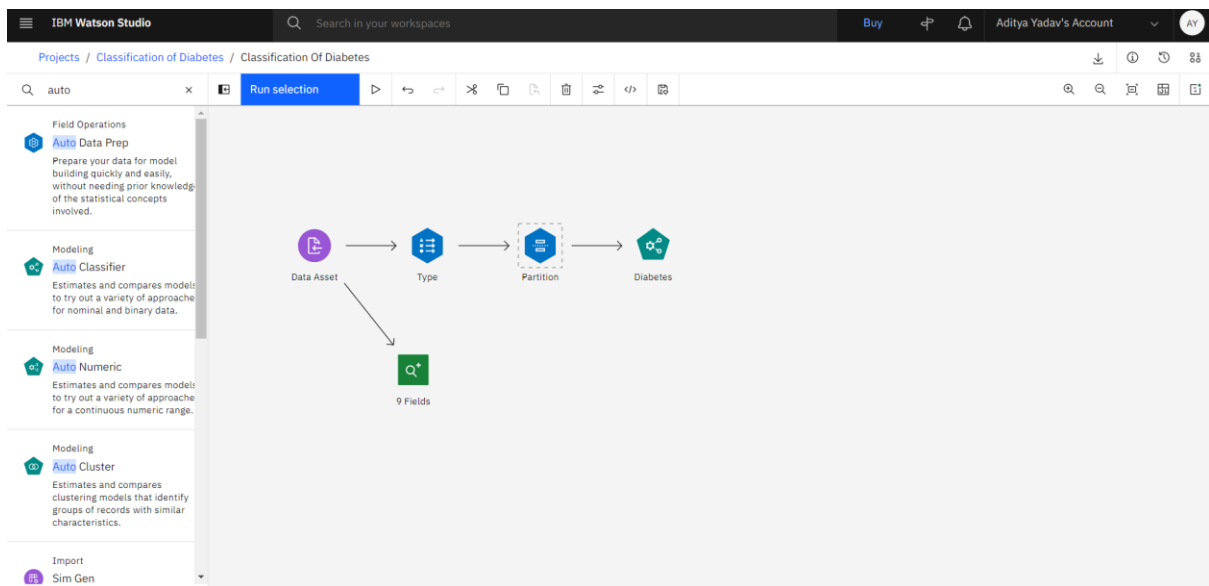 IBM Watson Studio
Search in your workspaces
Buy
Aditya Yadav's Account
AY
Projects / Classification of Diabetes / Classification Of Diabetes
auto
Run selection
Field Operations
Auto Data Prep
Prepare your data for model
building quickly and easily,
without needing prior knowledg
of the statistical concepts
involved.
Modeling
Auto Classifier
Estimates and compares models
to try out a variety of approache
for nominal and binary data.
Modeling
Auto Numeric
Estimates and compares models
to try out a variety of approache
for a continuous numeric range.
Modeling
Auto Cluster
Estimates and compares
clustering models that identify
groups of records with similar
characteristics.
Import
Sim Gen
Data Asset
Type
Partition
Diabetes
9 Fields